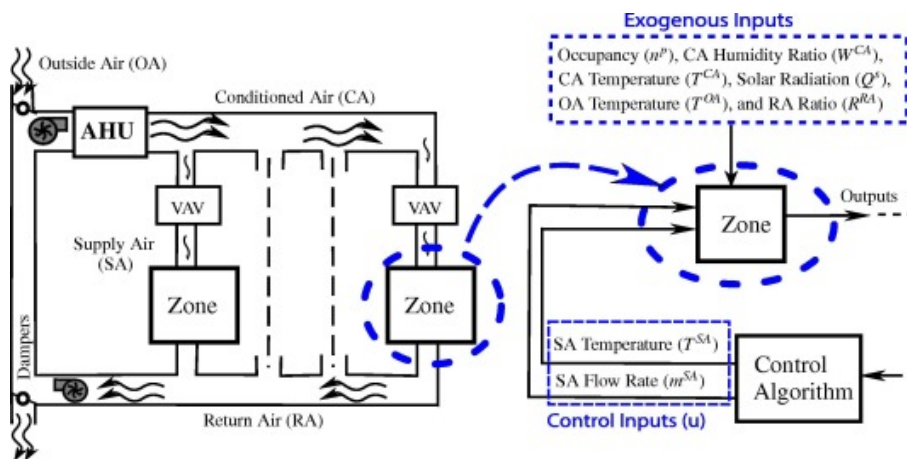 Exogenous Inputs
Outside Air (OA)
Occupancy (n^p), CA Humidity Ratio (W^CA),
CA Temperature (T^CA), Solar Radiation (Q^s),
OA Temperature (T^OA), and RA Ratio (R^RA)
Conditioned Air (CA)
AHU
VAV
VAV
Supply Air
(SA)
Zone
Zone
Zone
Outputs
Dampers
SA Temperature (T^SA)
SA Flow Rate (m^SA)
Control
Algorithm
Return Air (RA)
Control Inputs (u)